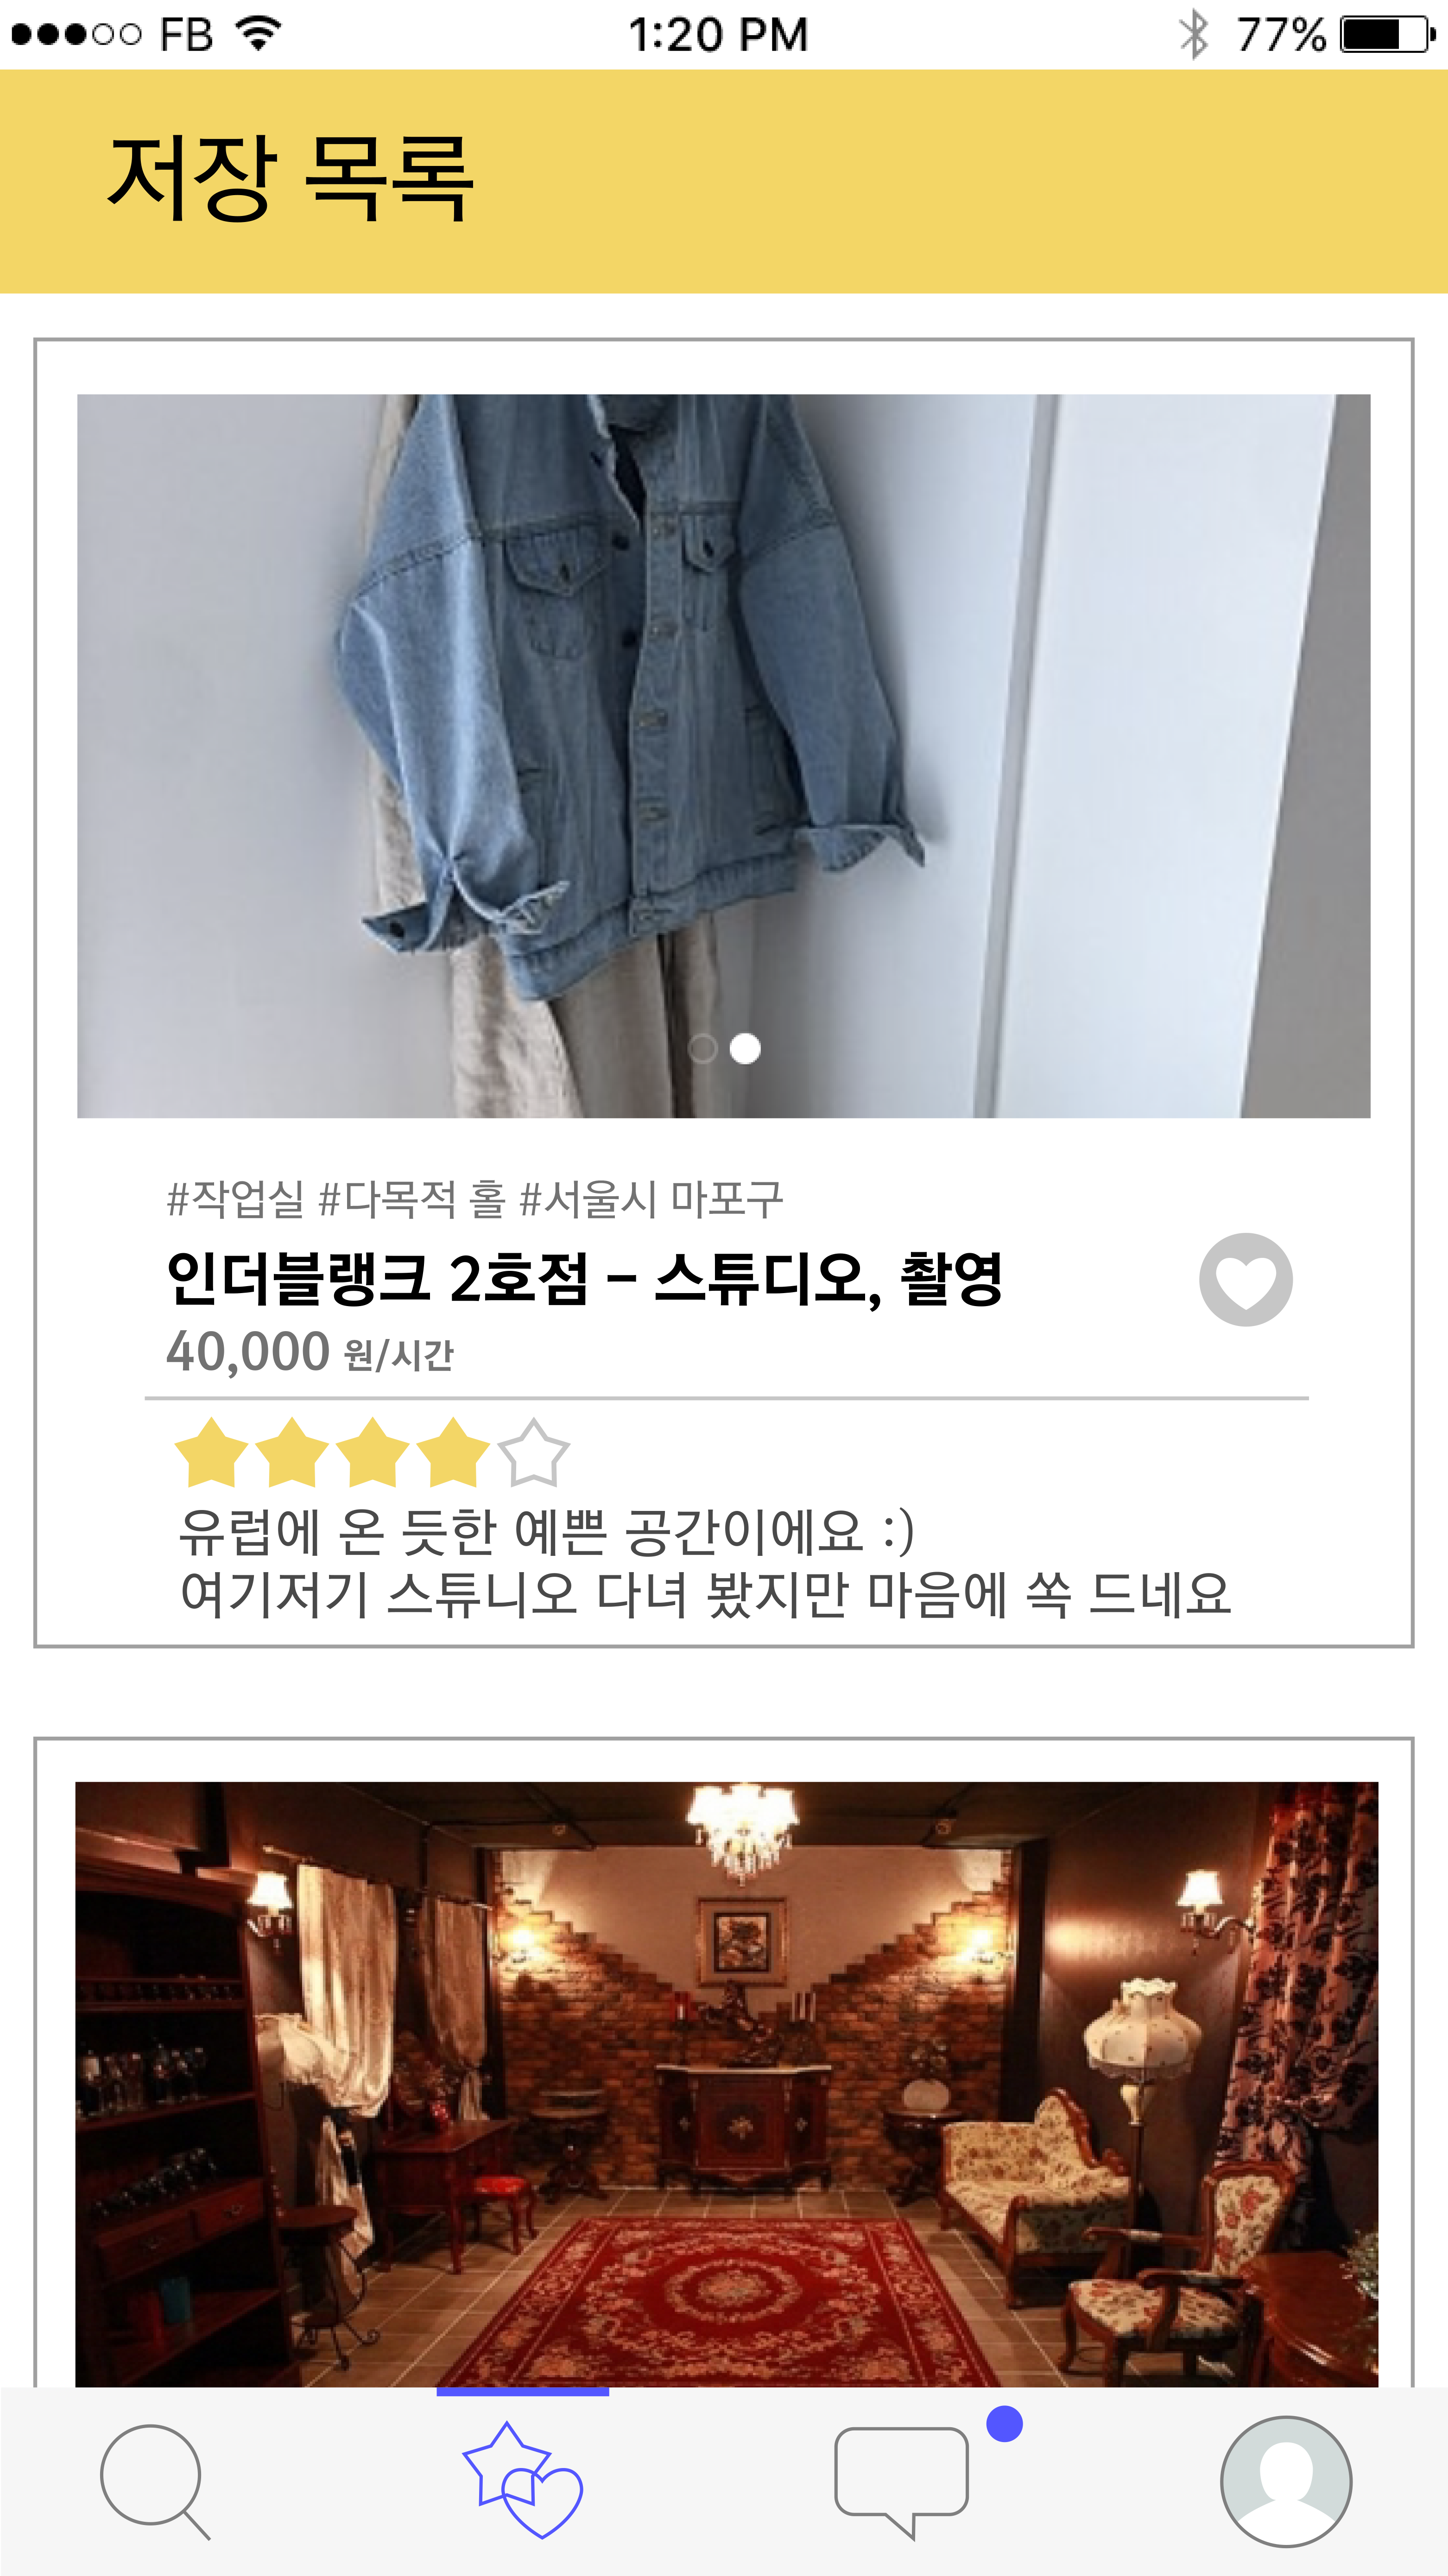 FB 1:20 PM 77%
저장 목록
#작업실 #다목적 홀 #서울시 마포구
인더블랭크 2호점 – 스튜디오, 촬영
40,000 원/시간
유럽에 온 듯한 예쁜 공간이에요 :)
여기저기 스튜니오 다녀 봤지만 마음에 쏙 드네요